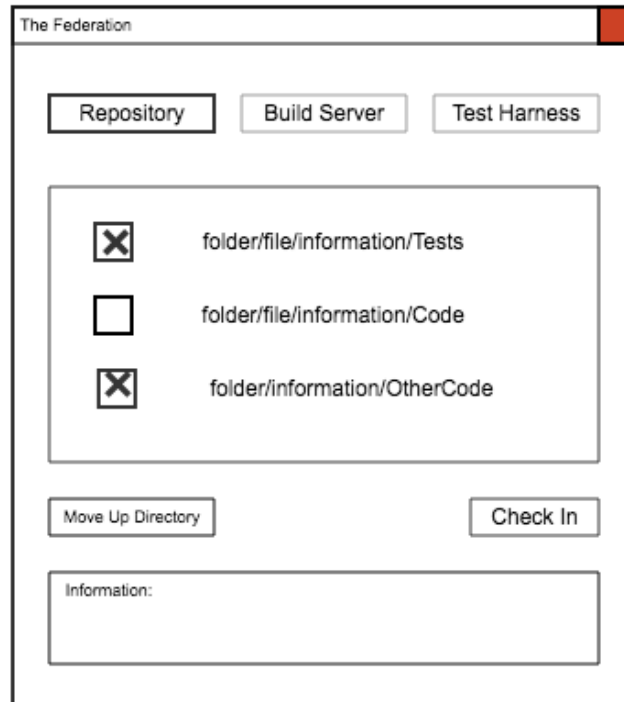 The Federation
Repository Build Server Test Harness
folder/file/information/Tests
folder/file/information/Code
folder/information/OtherCode
Move Up Directory Check In
Information: